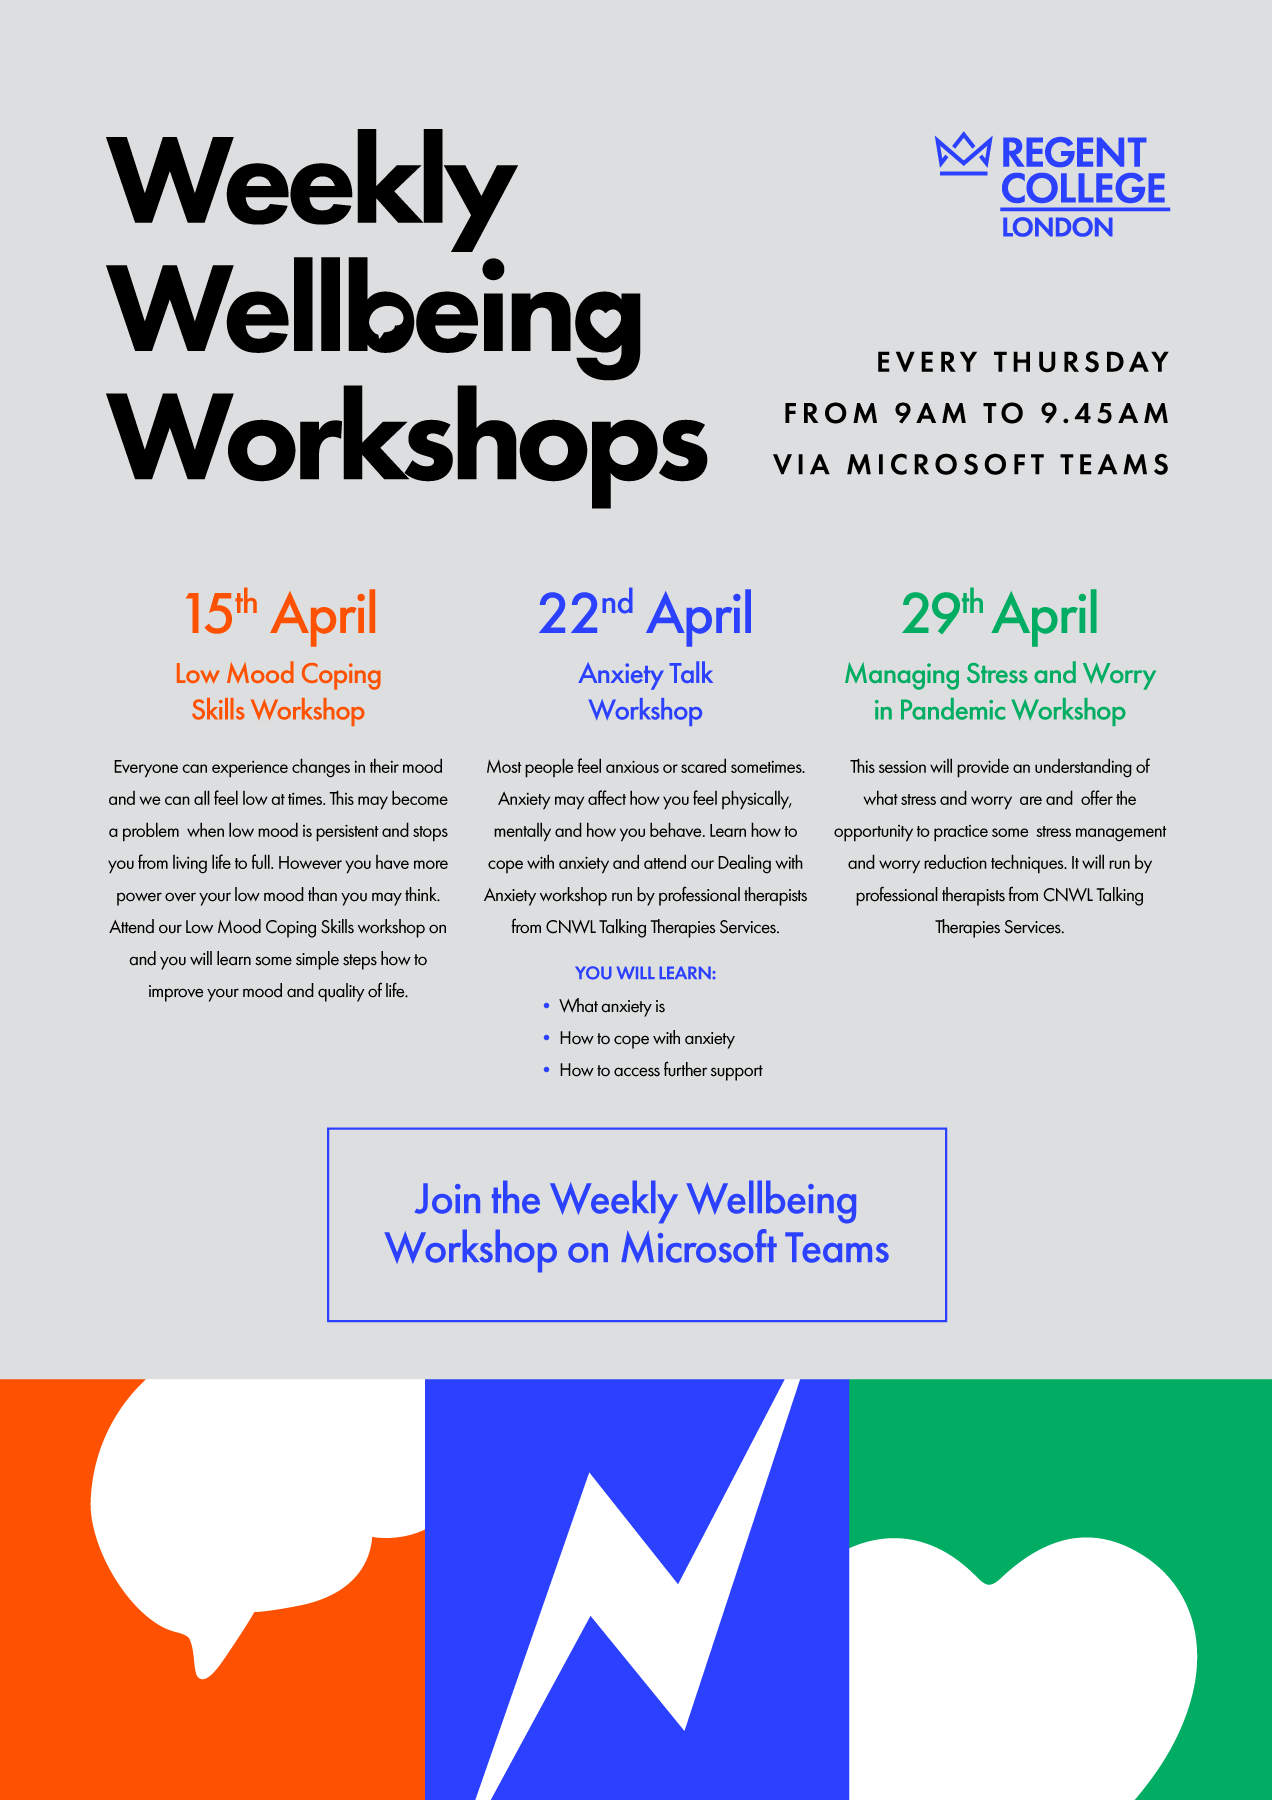 Weekly
Wellbeing
Workshops
REGENT
COLLEGE
LONDON
EVERY THURSDAY
FROM 9AM TO 9.45AM
VIA MICROSOFT TEAMS
15th April
Low Mood Coping
Skills Workshop
Everyone can experience changes in their mood
and we can all feel low at times. This may become
a problem when low mood is persistent and stops
you from living life to full. However you have more
power over your low mood than you may think.
Attend our Low Mood Coping Skills workshop on
and you will learn some simple steps how to
improve your mood and quality of life.
22nd April
Anxiety Talk
Workshop
Most people feel anxious or scared sometimes.
Anxiety may affect how you feel physically,
mentally and how you behave. Learn how to
cope with anxiety and attend our Dealing with
Anxiety workshop run by professional therapists
from CNWL Talking Therapies Services.
YOU WILL LEARN:
• What anxiety is
• How to cope with anxiety
• How to access further support
29th April
Managing Stress and Worry
in Pandemic Workshop
This session will provide an understanding of
what stress and worry are and offer the
opportunity to practice some stress management
and worry reduction techniques. It will run by
professional therapists from CNWL Talking
Therapies Services.
Join the Weekly Wellbeing
Workshop on Microsoft Teams